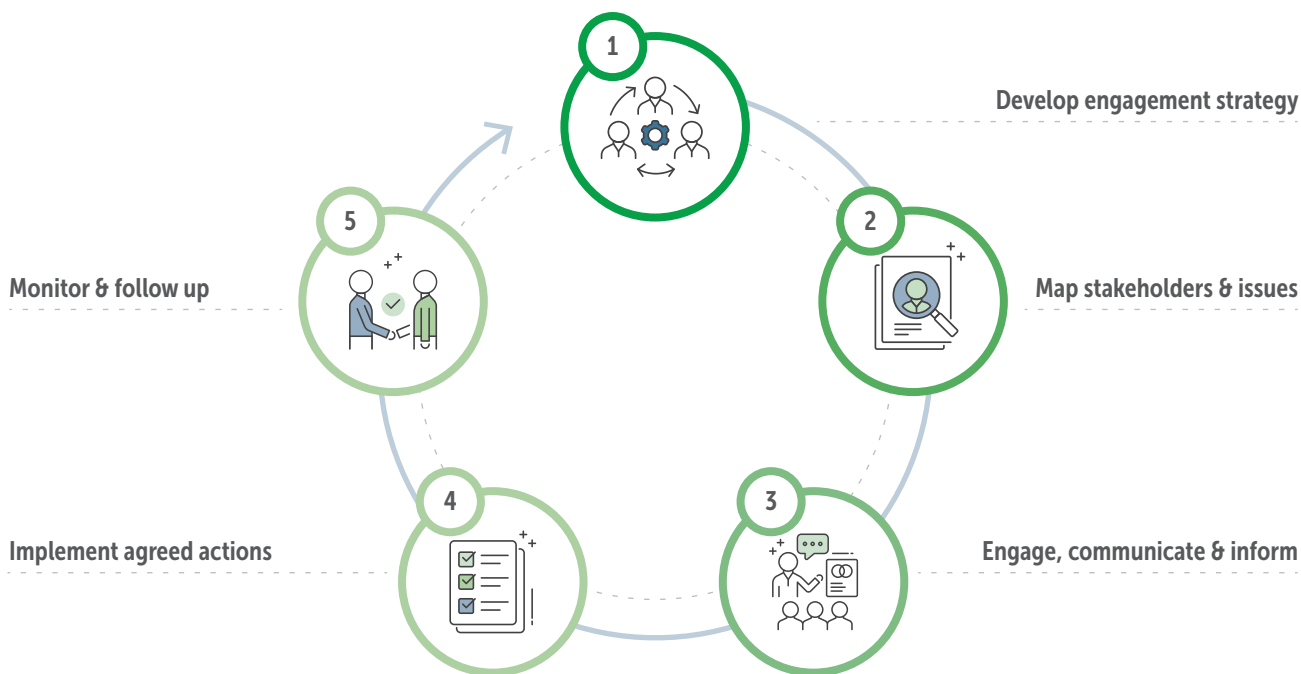 1
Develop engagement strategy
2
Map stakeholders & issues
3
Engage, communicate & inform
4
Implement agreed actions
5
Monitor & follow up